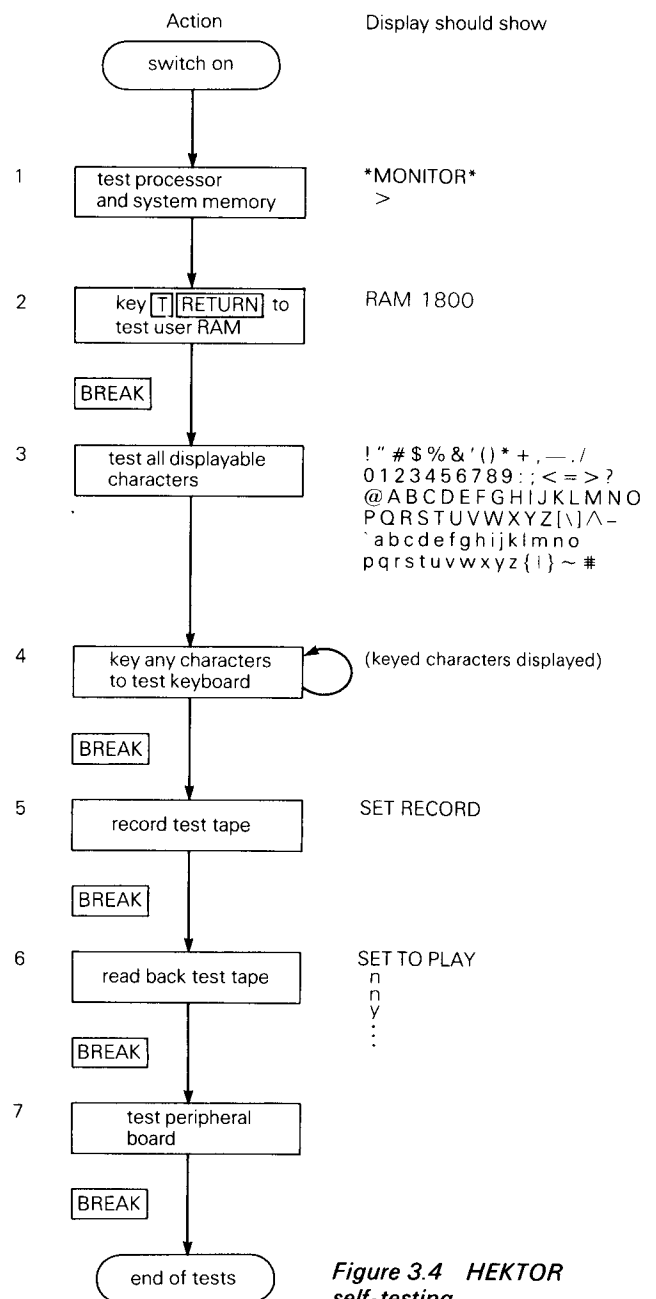 Action Display should show
switch on
1 test processor *MONITOR*
and system memory >
2 key T RETURN to RAM 1800
test user RAM
BREAK
3 test all displayable ! " # $ % & ' ( ) * + , — . /
characters 0 1 2 3 4 5 6 7 8 9 : ; < = > ?
@ A B C D E F G H I J K L M N O
P Q R S T U V W X Y Z [ \ ] ^ –
` a b c d e f g h i j k l m n o
p q r s t u v w x y z { | } ~ #
4 key any characters (keyed characters displayed)
to test keyboard
BREAK
5 record test tape SET RECORD
BREAK
6 read back test tape SET TO PLAY
n
n
y
⋮
BREAK
7 test peripheral
board
BREAK
end of tests Figure 3.4 HEKTOR
self-testing